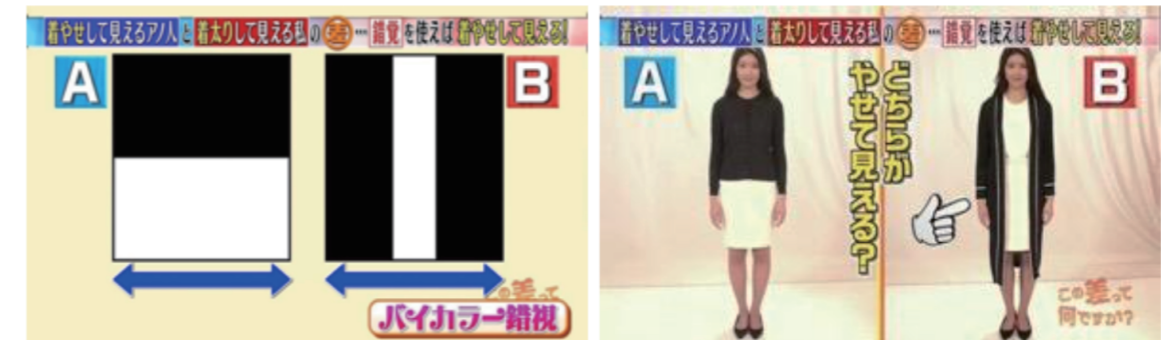 着やせして見えるアノ人と着太りして見える私の差…錯覚を使えば着やせして見える!
A
B
この差って
バイカラー錯視
着やせして見えるアノ人と着太りして見える私の差…錯覚を使えば着やせして見える!
A
B
どちらが
やせて見える?
この差って
何ですか?